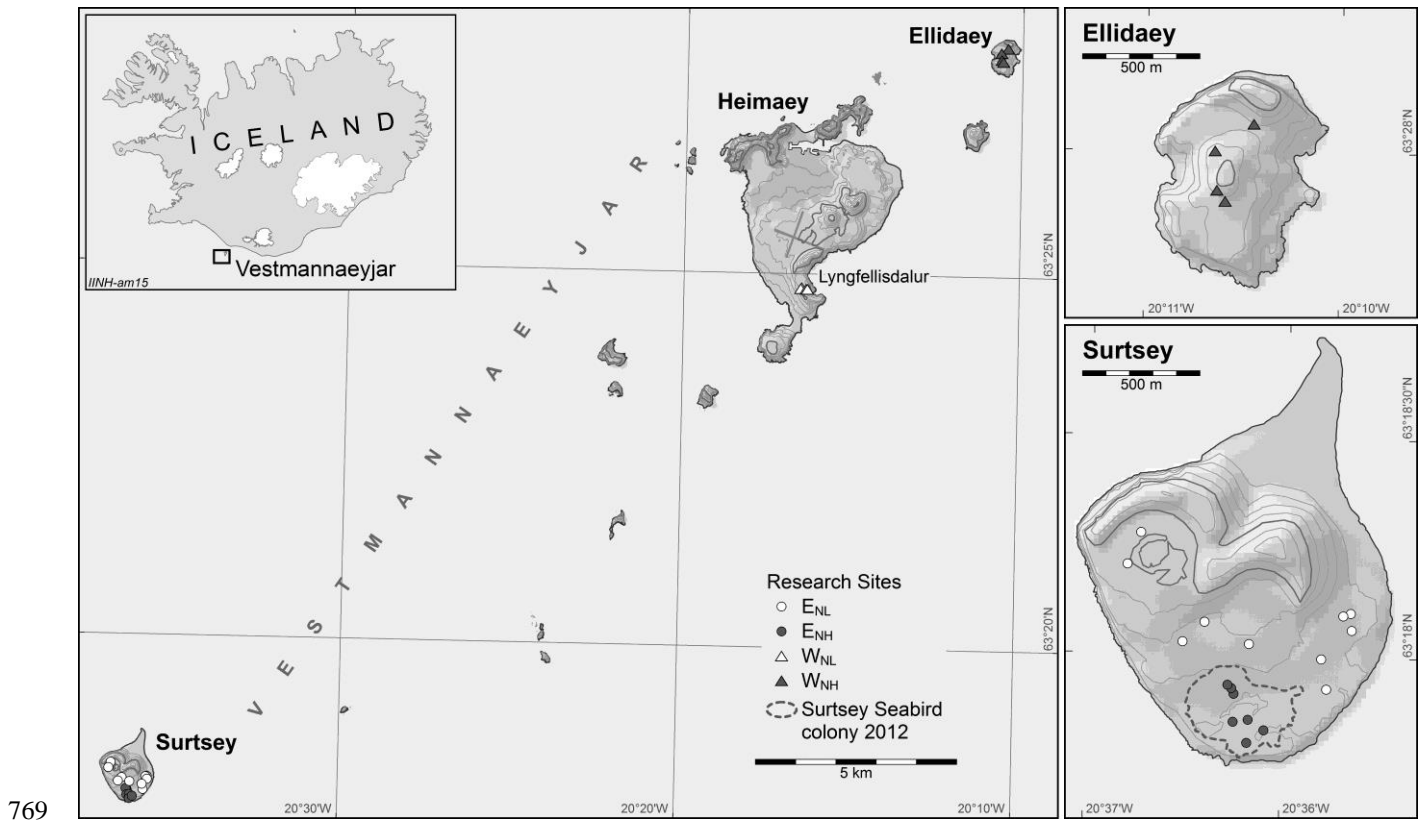 ICELAND
Vestmannaeyjar
IINH-am15
Ellidaey
Heimaey
VESTMANNAEYJAR
Lyngfellisdalur
63°25'N
Research Sites
ENL
ENH
WNL
WNH
Surtsey Seabird
colony 2012
5 km
63°20'N
Surtsey
20°30'W
20°20'W
20°10'W
Ellidaey
500 m
63°28'N
20°11'W
20°10'W
Surtsey
500 m
63°18'30"N
63°18'N
20°37'W
20°36'W
769